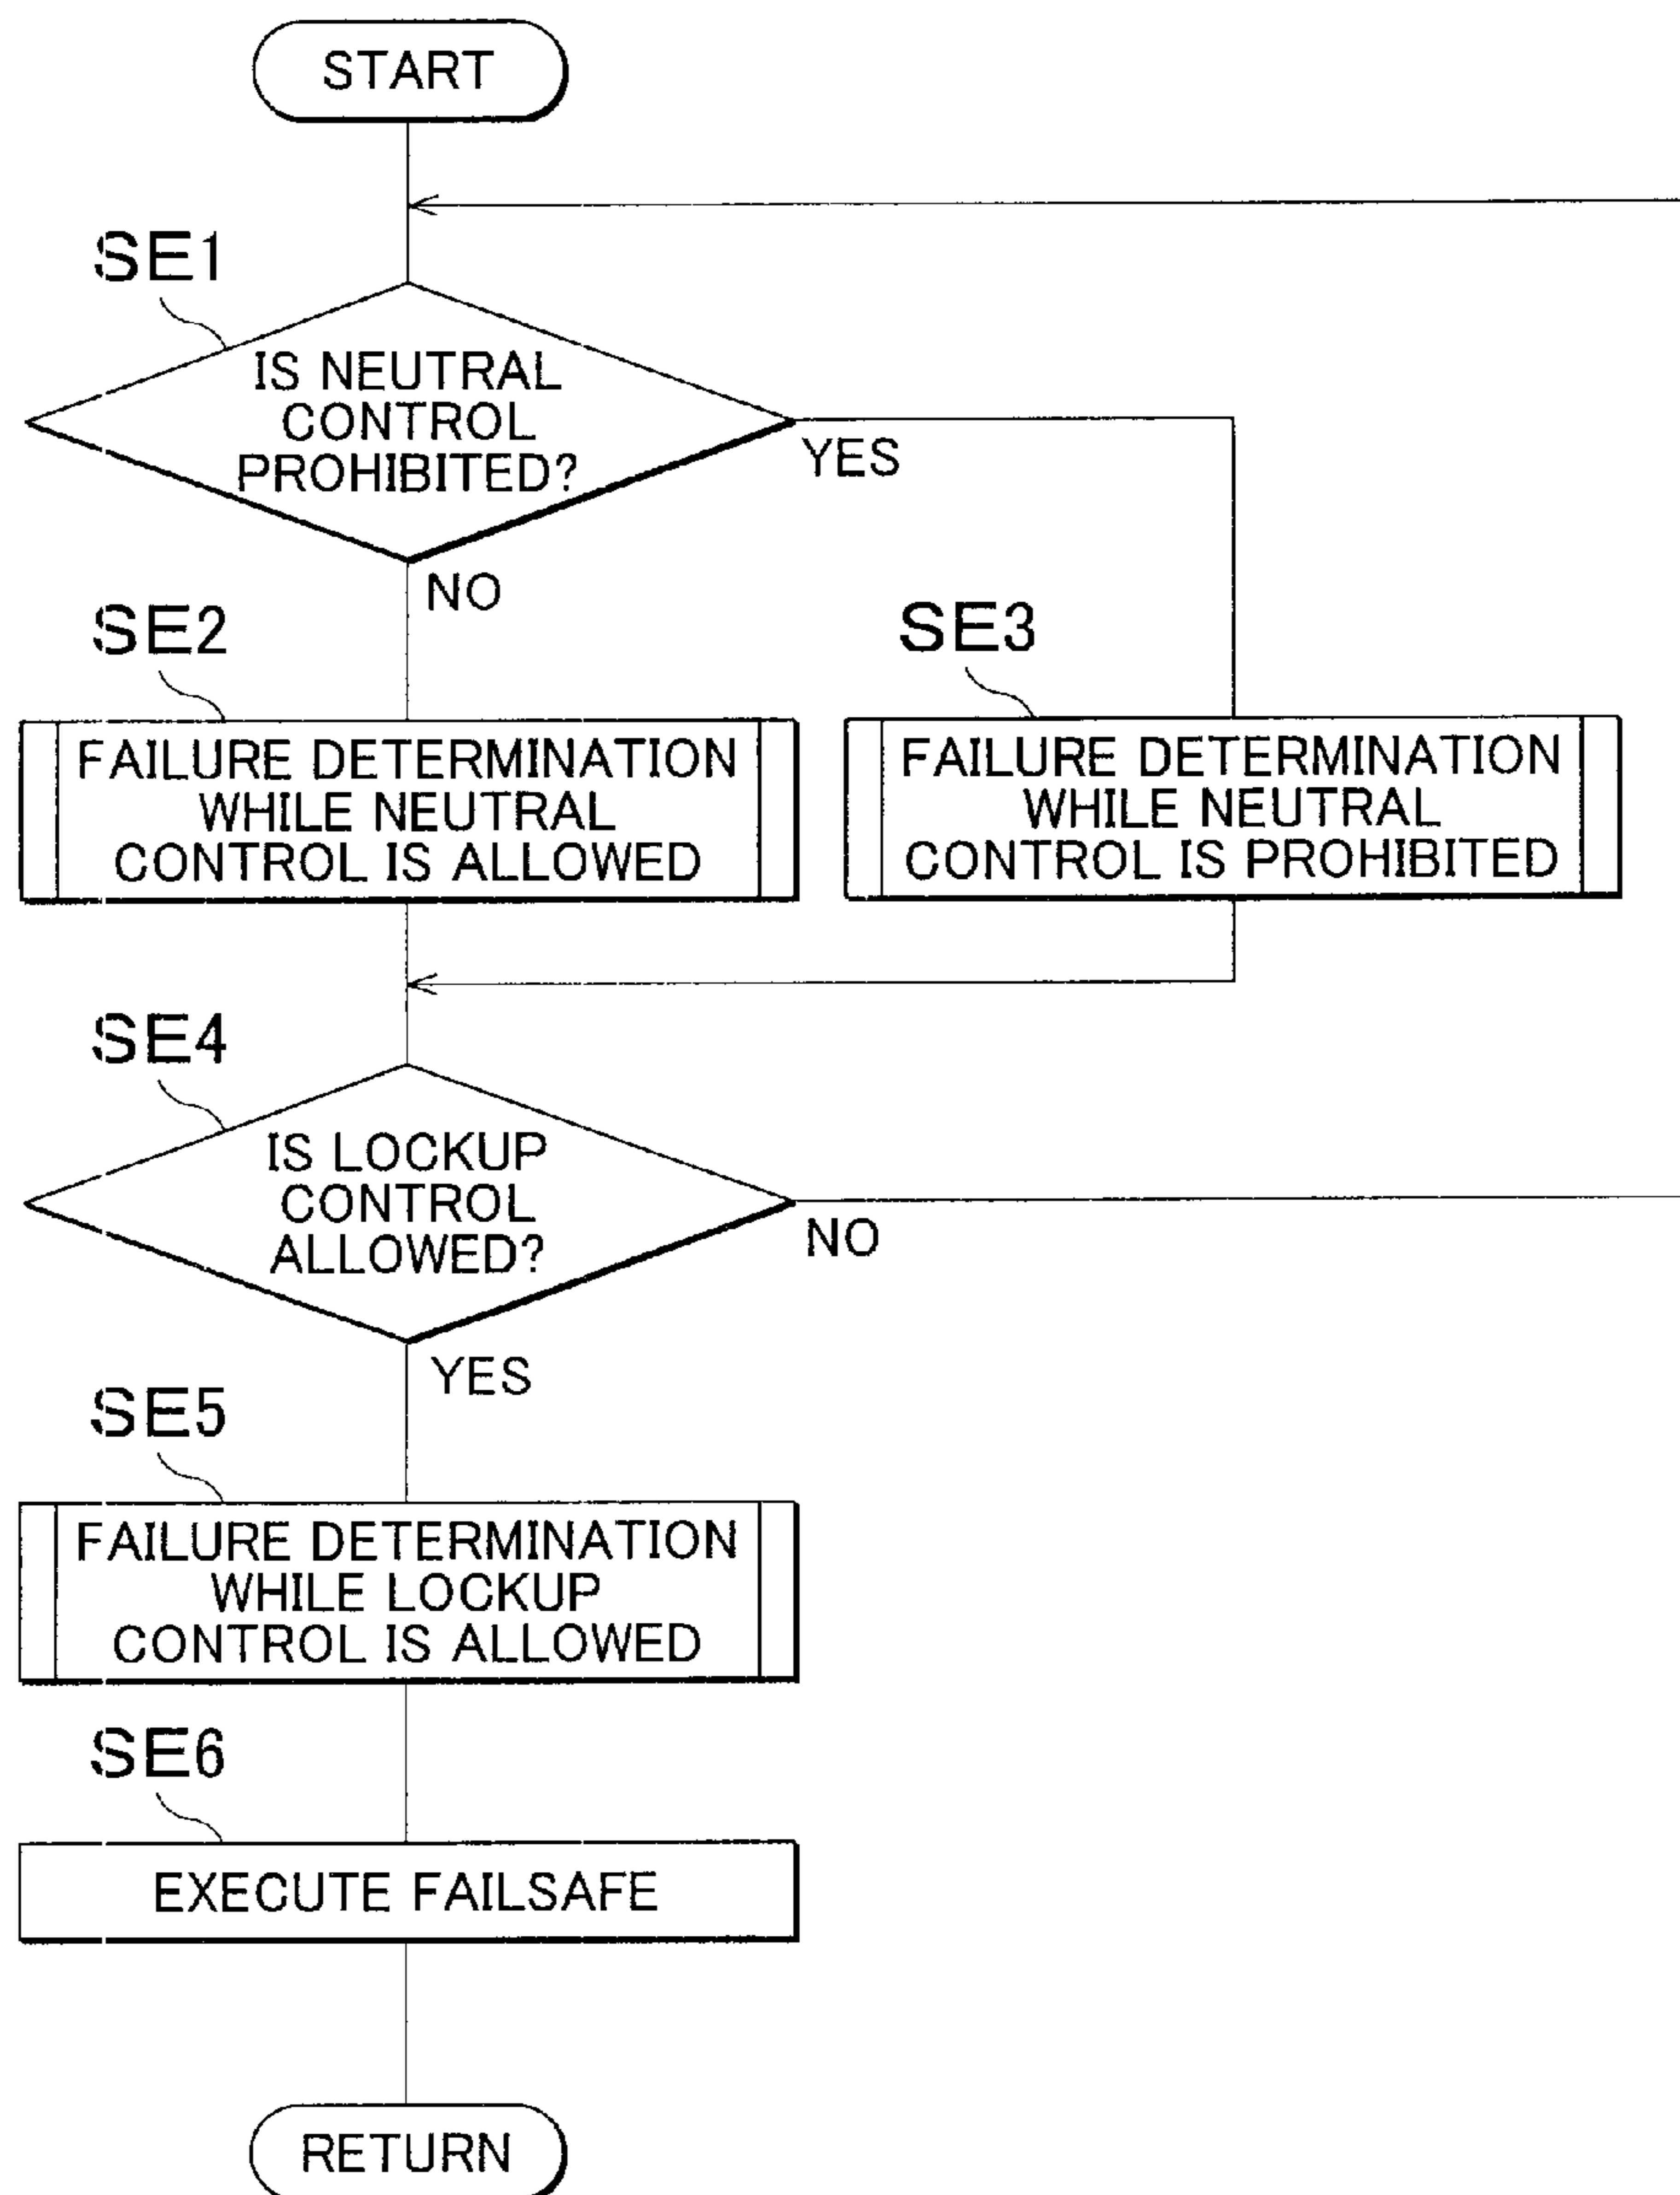 START
SE1
IS NEUTRAL
CONTROL
PROHIBITED?
YES
NO
SE2
FAILURE DETERMINATION
WHILE NEUTRAL
CONTROL IS ALLOWED
SE3
FAILURE DETERMINATION
WHILE NEUTRAL
CONTROL IS PROHIBITED
SE4
IS LOCKUP
CONTROL
ALLOWED?
NO
YES
SE5
FAILURE DETERMINATION
WHILE LOCKUP
CONTROL IS ALLOWED
SE6
EXECUTE FAILSAFE
RETURN